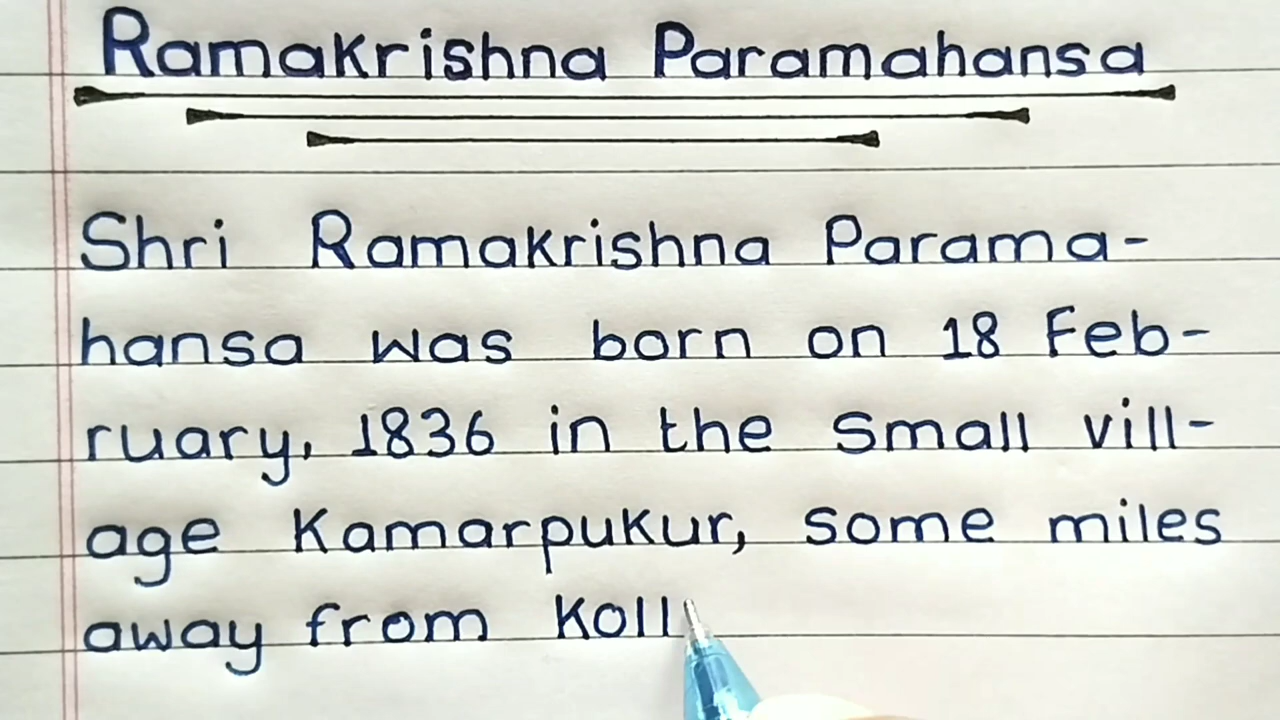 Ramakrishna Paramahansa
Shri Ramakrishna Parama-
hansa was born on 18 Feb-
ruary, 1836 in the small vill-
age Kamarpukur, some miles
away from Koll